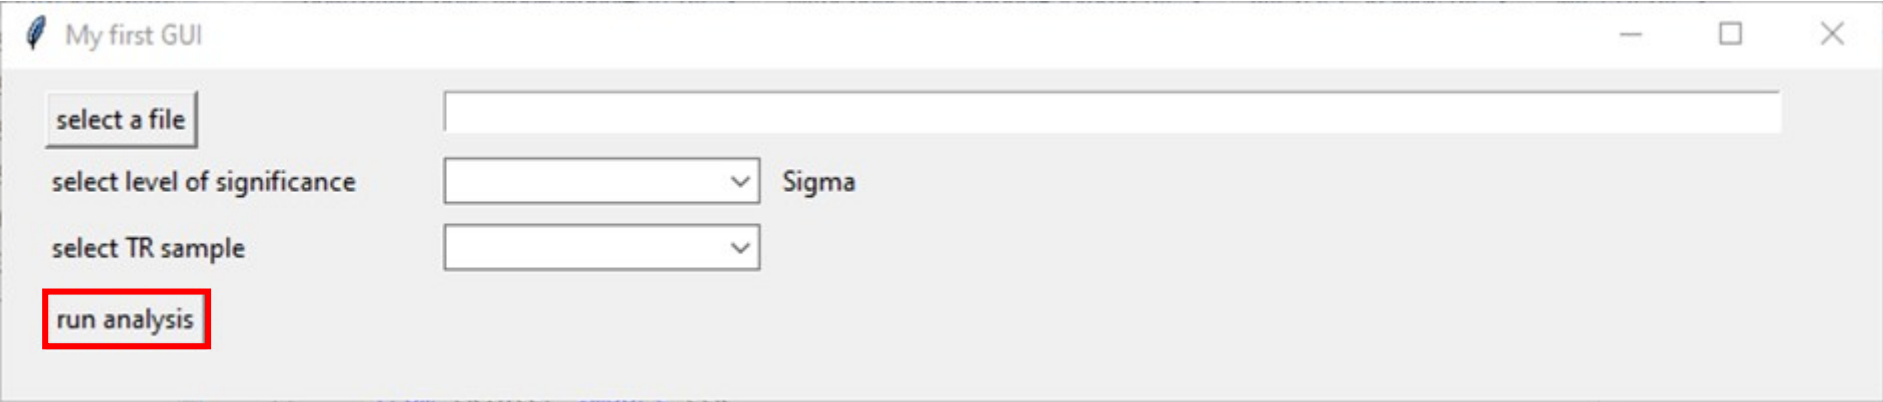 My first GUI
select a file
select level of significance Sigma
select TR sample
run analysis